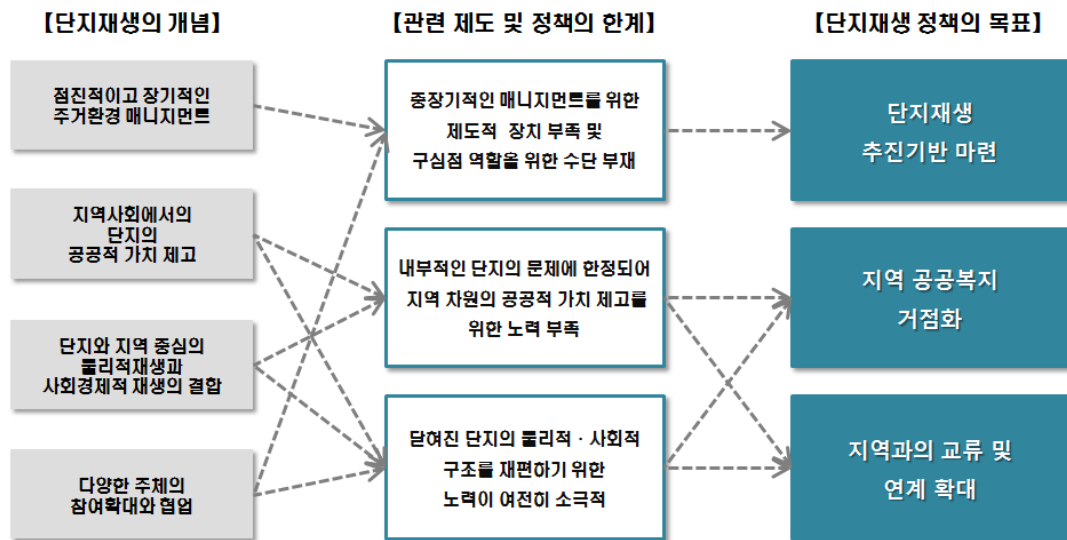 【단지재생의 개념】
점진적이고 장기적인
주거환경 매니지먼트
지역사회에서의
단지의
공공적 가치 제고
단지와 지역 중심의
물리적재생과
사회경제적 재생의 결합
다양한 주체의
참여확대와 협업
【관련 제도 및 정책의 한계】
중장기적인 매니지먼트를 위한
제도적 장치 부족 및
구심점 역할을 위한 수단 부재
내부적인 단지의 문제에 한정되어
지역 차원의 공공적 가치 제고를
위한 노력 부족
닫혀진 단지의 물리적 · 사회적
구조를 재편하기 위한
노력이 여전히 소극적
【단지재생 정책의 목표】
단지재생
추진기반 마련
지역 공공복지
거점화
지역과의 교류 및
연계 확대